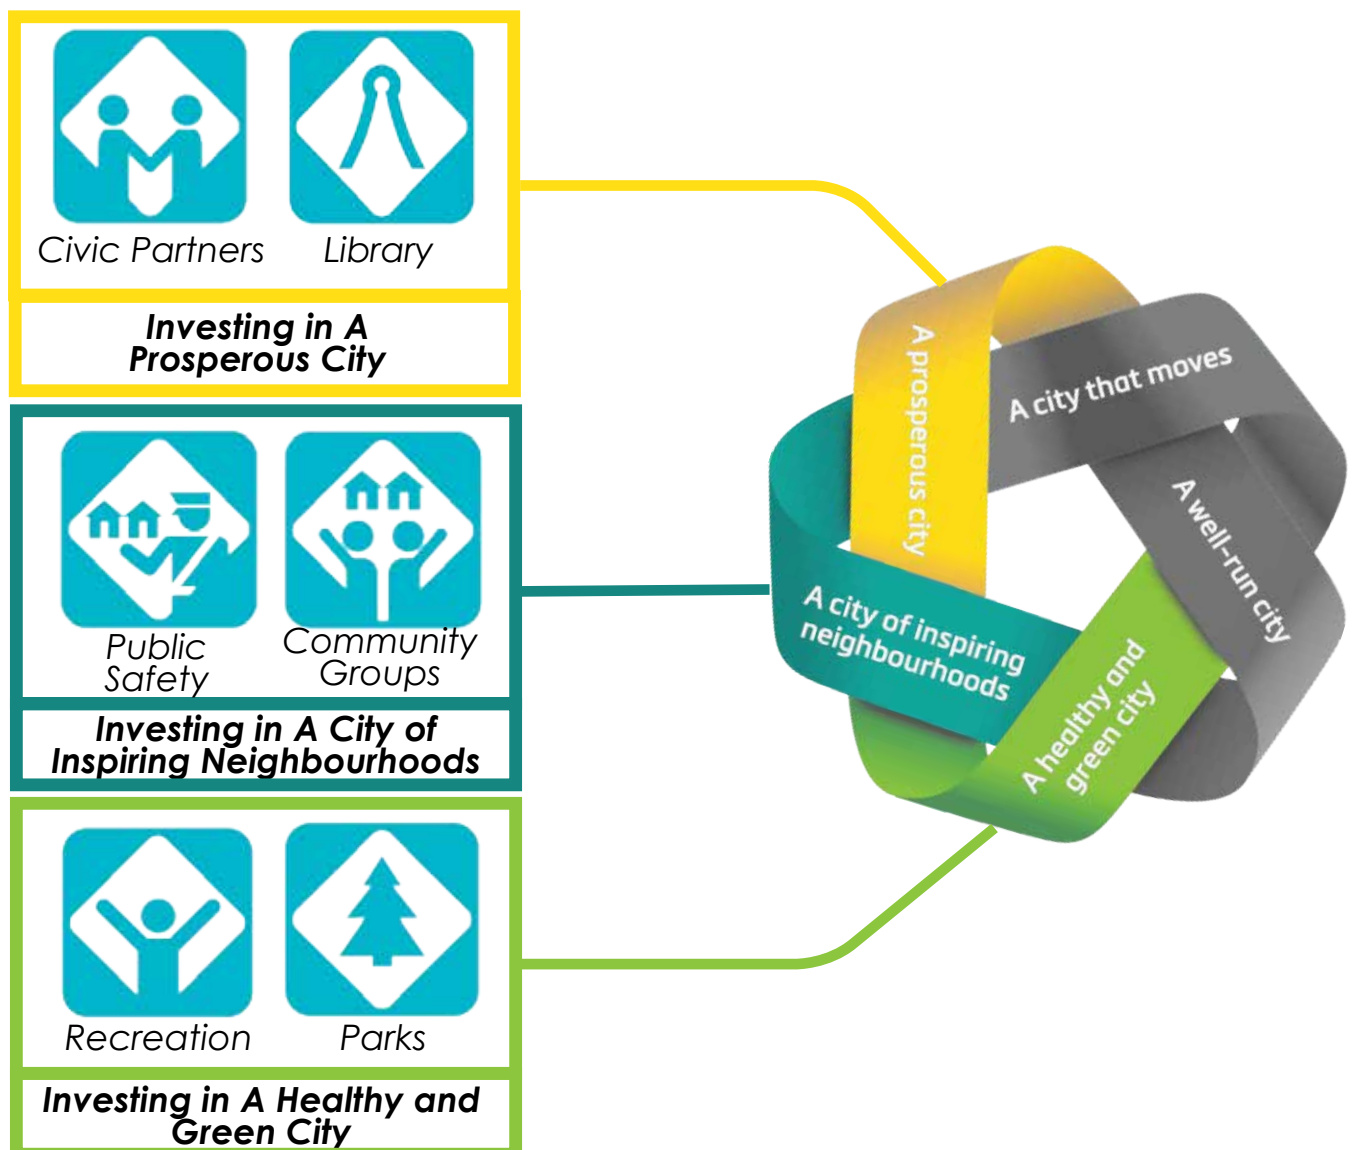 Civic Partners
Library
Investing in A
Prosperous City
Public
Safety
Community
Groups
Investing in A City of
Inspiring Neighbourhoods
Recreation
Parks
Investing in A Healthy and
Green City
A prosperous city
A city that moves
A well-run city
A city of inspiring
neighbourhoods
A healthy and
green city